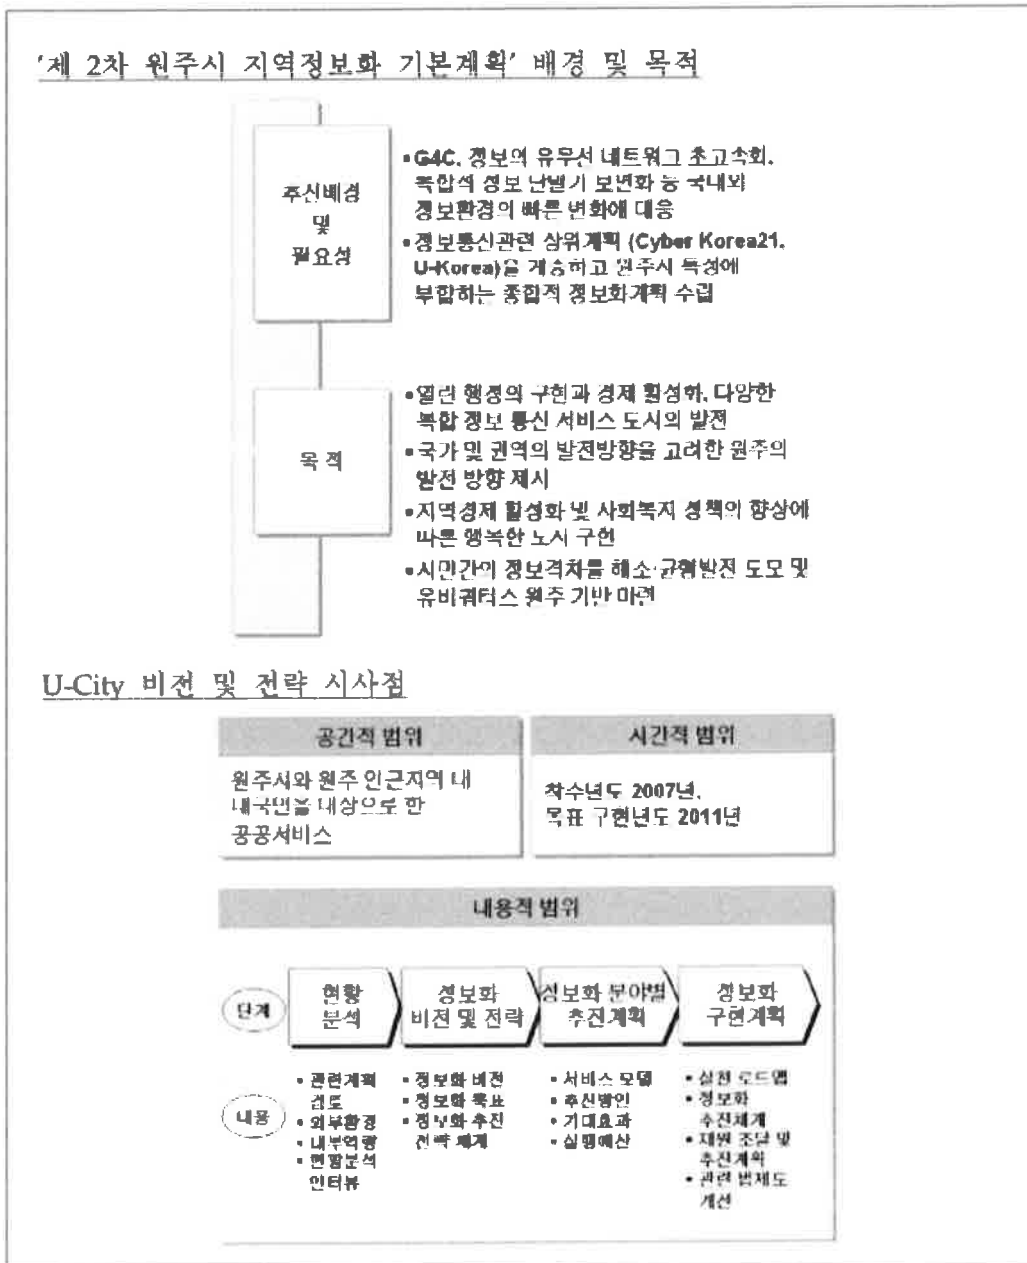 '제 2차 원주시 지역정보화 기본계획' 배경 및 목적
추진배경
및
필요성
▪G4C, 정보의 유무선 네트워크 초고속화,
복합적 정보 단말기 보편화 등 국내외
정보환경의 빠른 변화에 대응
▪정보통신관련 상위계획 (Cyber Korea21,
U-Korea)을 계승하고 원주시 특성에
부합하는 종합적 정보화계획 수립
목적
▪열린 행정의 구현과 경제 활성화, 다양한
복합 정보 통신 서비스 도시의 발전
▪국가 및 권역의 발전방향을 고려한 원주의
발전 방향 제시
▪지역경제 활성화 및 사회복지 정책의 향상에
따른 행복한 도시 구현
▪시민간의 정보격차를 해소 균형발전 도모 및
유비쿼터스 원주 기반 마련
U-City 비전 및 전략 시사점
공간적 범위
원주시와 원주 인근지역 내
내국민을 대상으로 한
공공서비스
시간적 범위
착수년도 2007년,
목표 구현년도 2011년
내용적 범위
단계
현황
분석
정보화
비전 및 전략
정보화 분야별
추진계획
정보화
구현계획
내용
▪ 관련계획
검토
▪ 외부환경
▪ 내부역량
▪ 현황분석
인터뷰
▪ 정보화 비전
▪ 정보화 목표
▪ 정보화 추진
전략 체계
▪ 서비스 모델
▪ 추진방안
▪ 기대효과
▪ 실행예산
▪ 실천 로드맵
▪ 정보화
추진체계
▪ 재원 조달 및
추진계획
▪ 관련 법제도
개선